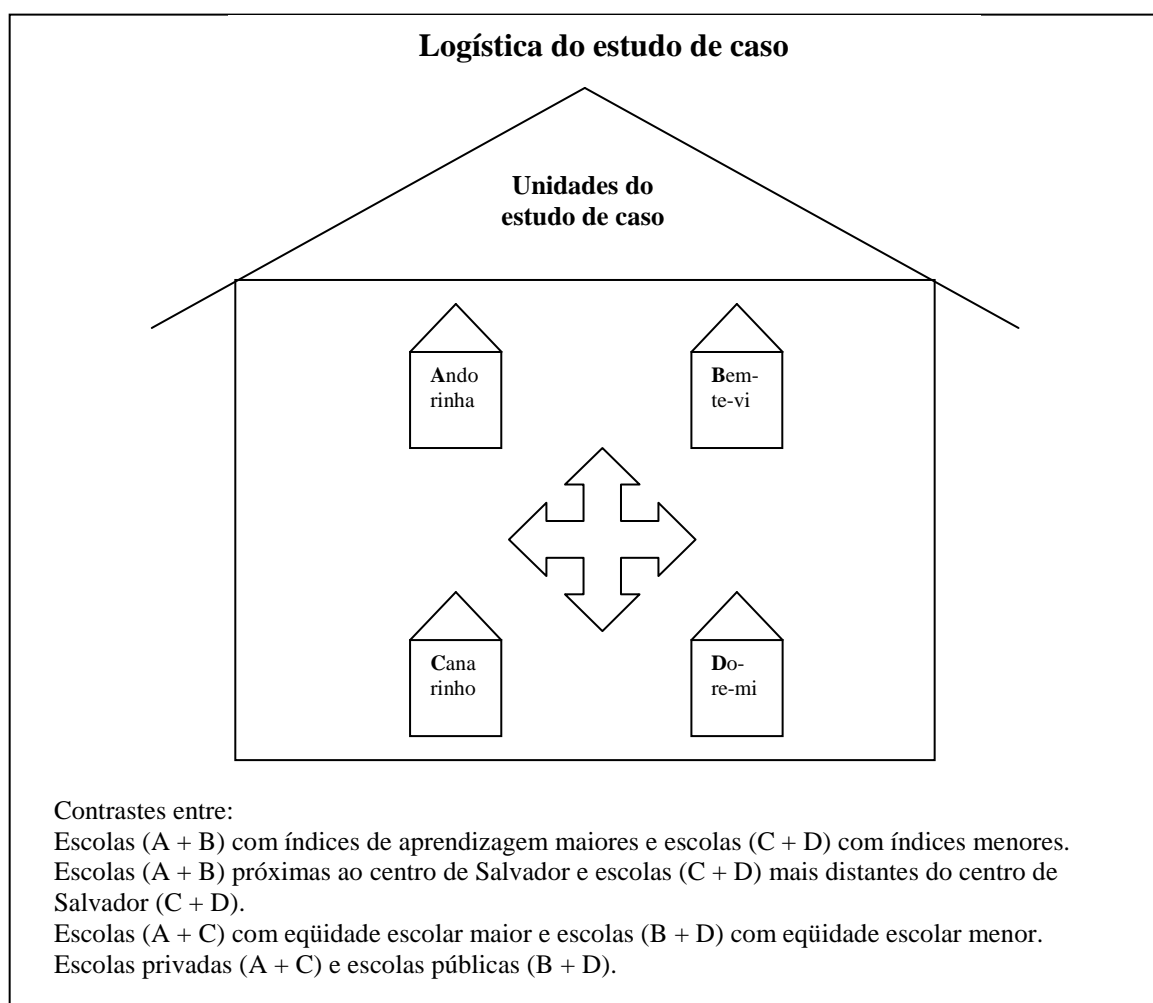 Logística do estudo de caso
Unidades do
estudo de caso
Ando
rinha
Bem-
te-vi
Cana
rinho
Do-
re-mi
Contrastes entre:
Escolas (A + B) com índices de aprendizagem maiores e escolas (C + D) com índices menores.
Escolas (A + B) próximas ao centro de Salvador e escolas (C + D) mais distantes do centro de
Salvador (C + D).
Escolas (A + C) com eqüidade escolar maior e escolas (B + D) com eqüidade escolar menor.
Escolas privadas (A + C) e escolas públicas (B + D).